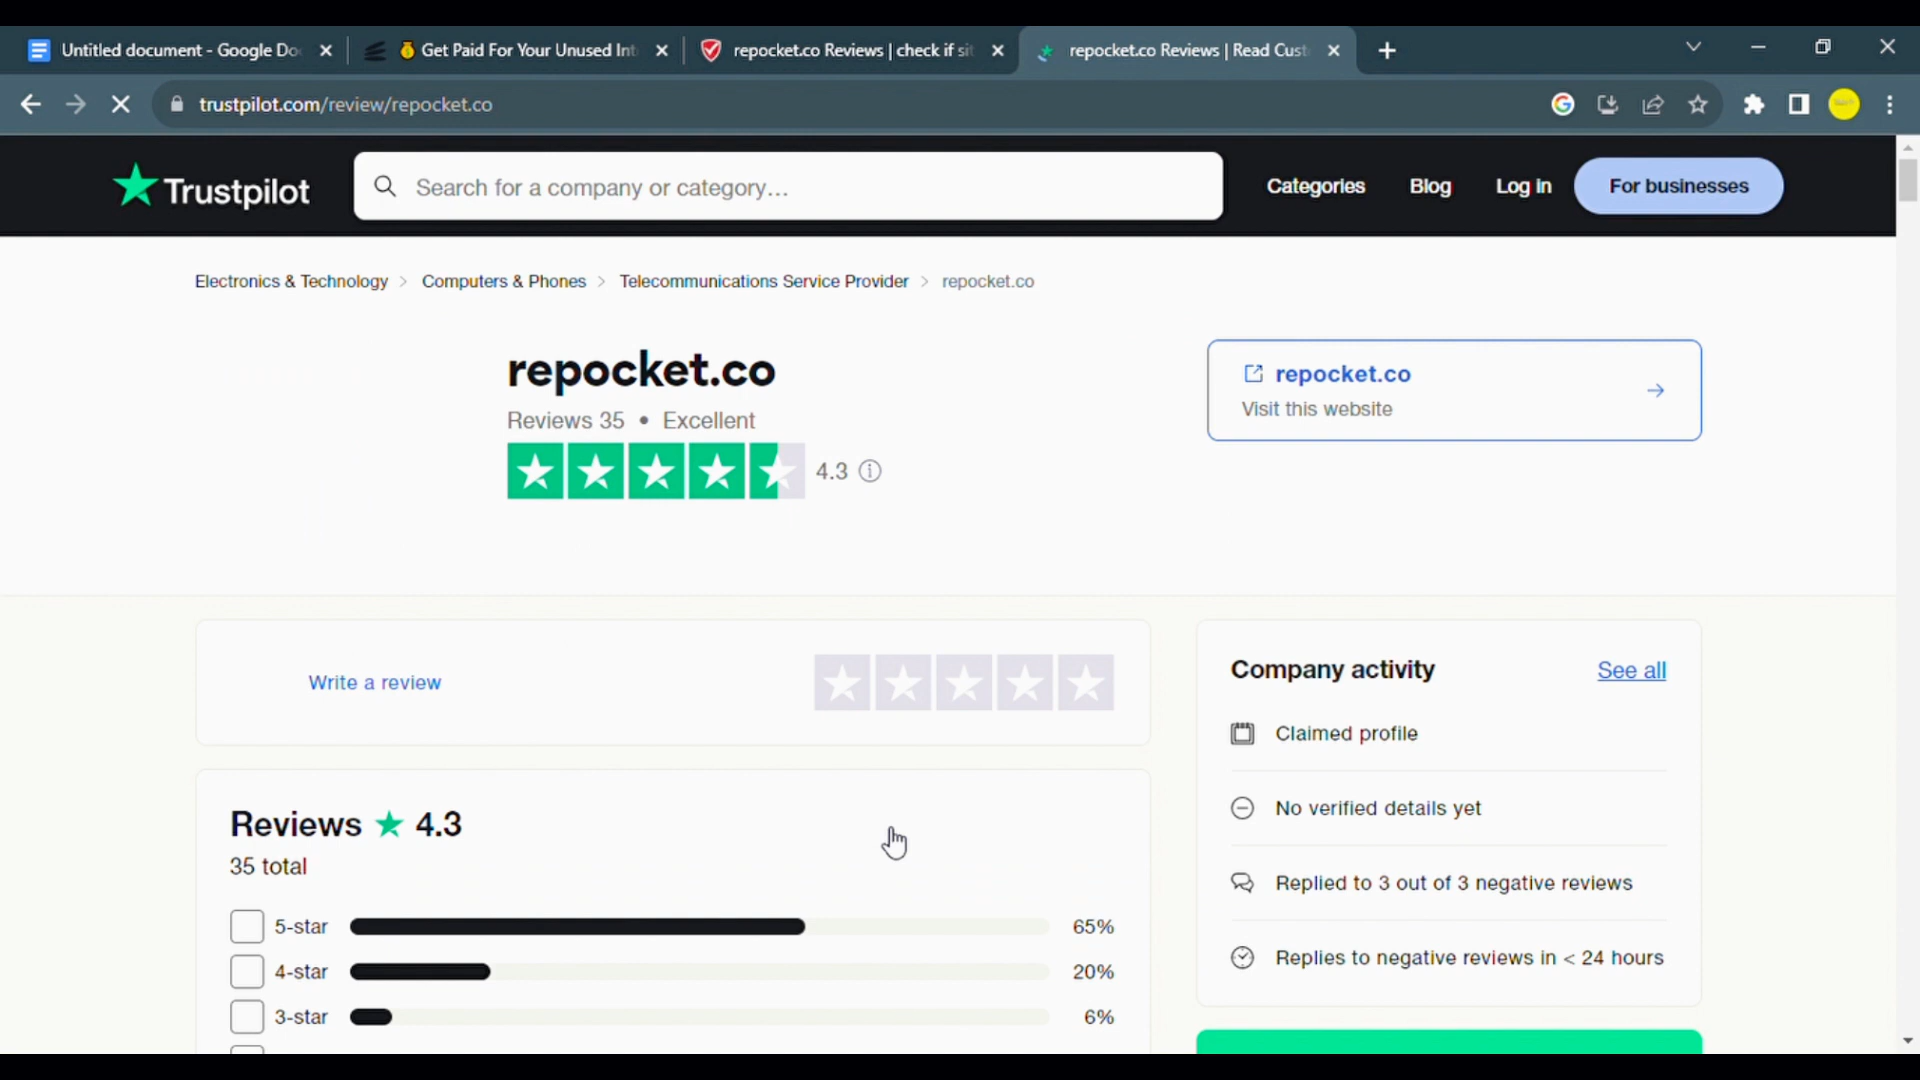 Untitled document - Google Do
Get Paid For Your Unused Int
repocket.co Reviews | check if sit
repocket.co Reviews | Read Cust
trustpilot.com/review/repocket.co
Trustpilot
Search for a company or category...
Categories
Blog
Log in
For businesses
Electronics & Technology > Computers & Phones > Telecommunications Service Provider > repocket.co
repocket.co
Reviews 35 • Excellent
4.3
repocket.co
Visit this website
Write a review
Company activity
See all
Claimed profile
No verified details yet
Replied to 3 out of 3 negative reviews
Replies to negative reviews in < 24 hours
Reviews ★ 4.3
35 total
5-star 65%
4-star 20%
3-star 6%